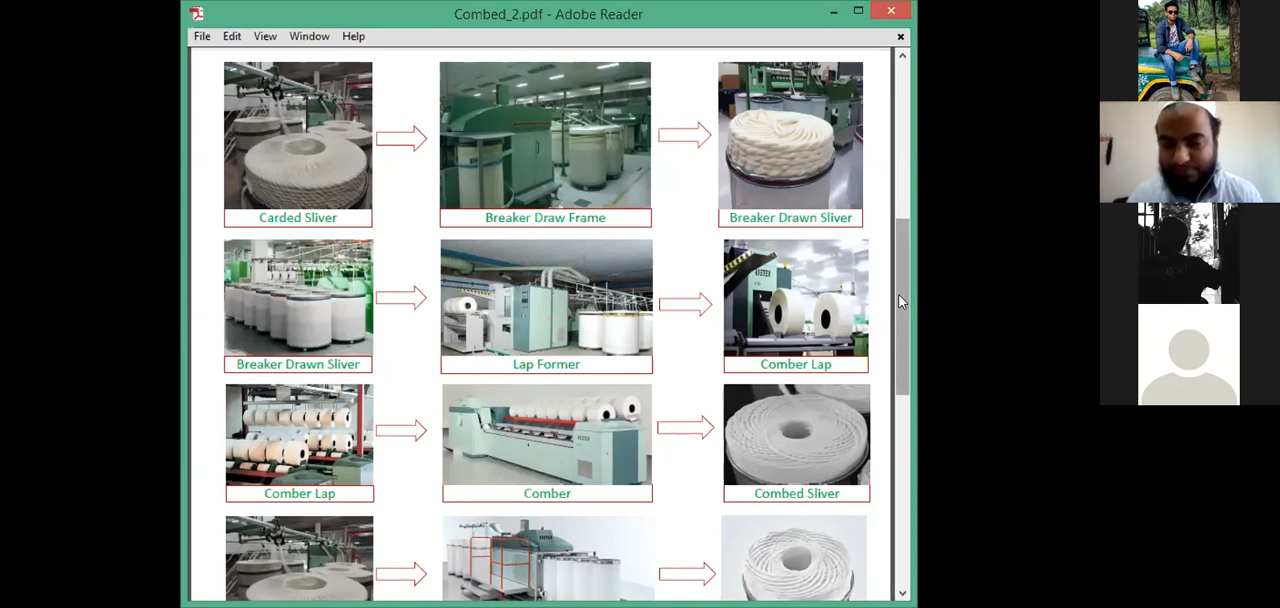 Combed_2.pdf - Adobe Reader
File Edit View Window Help
Carded Sliver
Breaker Draw Frame
Breaker Drawn Sliver
Breaker Drawn Sliver
Lap Former
Comber Lap
Comber Lap
Comber
Combed Sliver